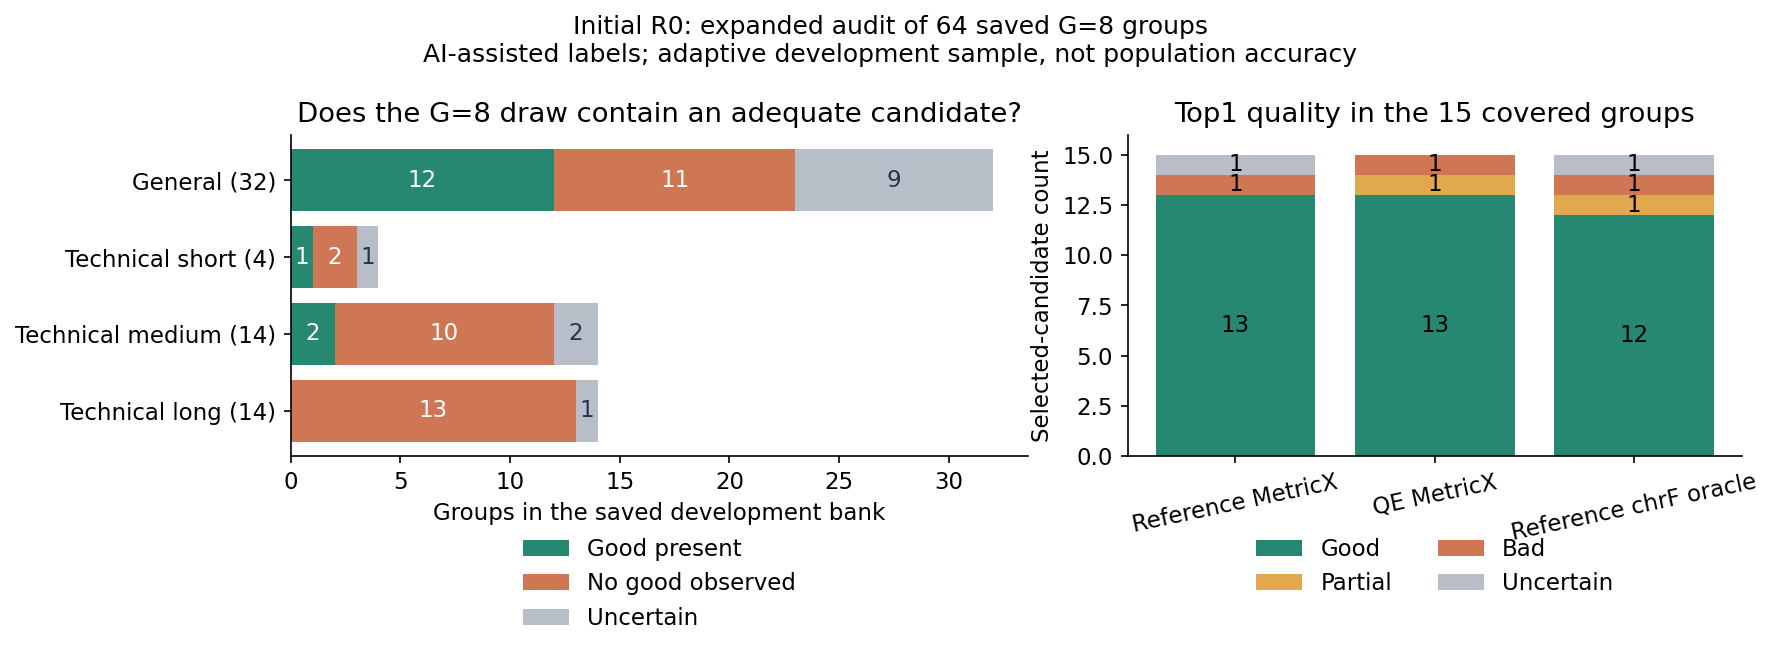 Initial R0: expanded audit of 64 saved G=8 groups
AI-assisted labels; adaptive development sample, not population accuracy
Does the G=8 draw contain an adequate candidate?
General (32)
12
11
9
Technical short (4)
1
2
1
Technical medium (14)
2
10
2
Technical long (14)
13
1
0
5
10
15
20
25
30
Groups in the saved development bank
Good present
No good observed
Uncertain
Top1 quality in the 15 covered groups
Selected-candidate count
15.0
12.5
10.0
7.5
5.0
2.5
0.0
1
1
13
1
1
13
1
1
1
12
Reference MetricX
QE MetricX
Reference chrF oracle
Good
Partial
Bad
Uncertain